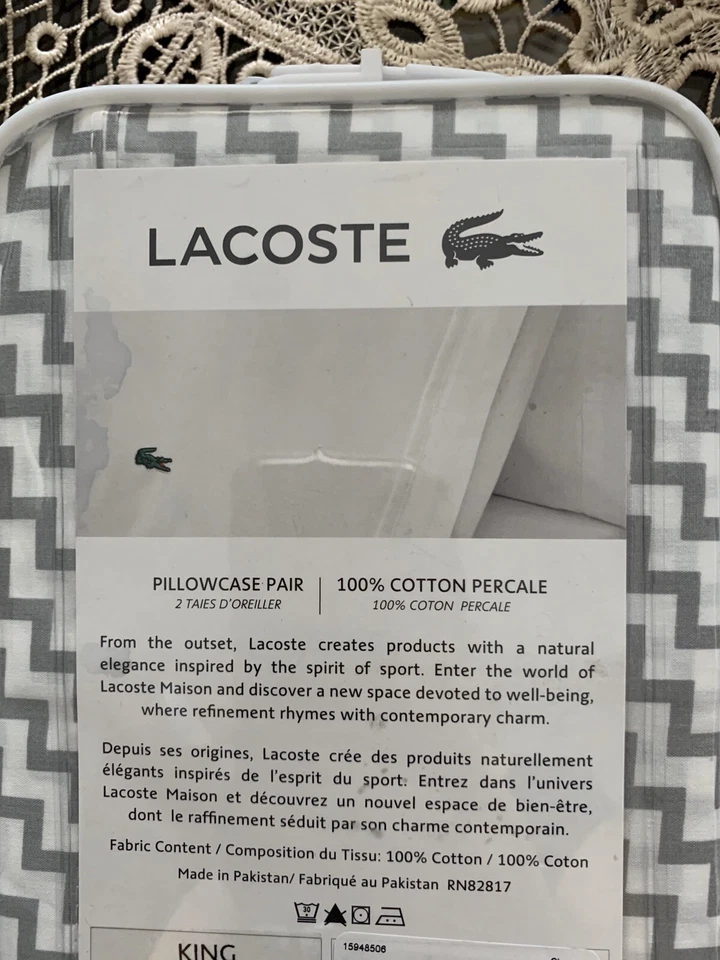 LACOSTE
PILLOWCASE PAIR | 100% COTTON PERCALE
2 TAIES D'OREILLER 100% COTON PERCALE
From the outset, Lacoste creates products with a natural
elegance inspired by the spirit of sport. Enter the world of
Lacoste Maison and discover a new space devoted to well-being,
where refinement rhymes with contemporary charm.
Depuis ses origines, Lacoste crée des produits naturellement
élégants inspirés de l'esprit du sport. Entrez dans l'univers
Lacoste Maison et découvrez un nouvel espace de bien-être,
dont le raffinement séduit par son charme contemporain.
Fabric Content / Composition du Tissu: 100% Cotton / 100% Coton
Made in Pakistan/ Fabriqué au Pakistan RN82817
30
KING
15948506